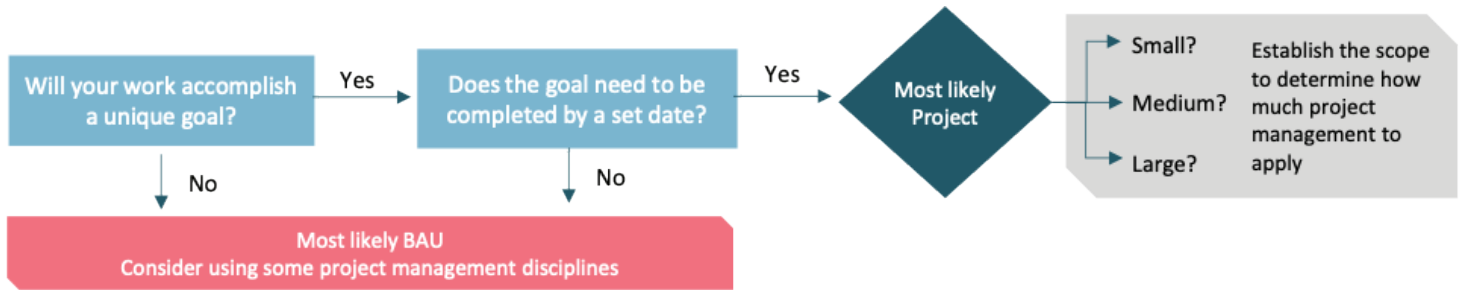 Will your work accomplish
a unique goal?
Yes
No
Does the goal need to be
completed by a set date?
Yes
No
Most likely
Project
Small?
Medium?
Large?
Establish the scope
to determine how
much project
management to
apply
Most likely BAU
Consider using some project management disciplines